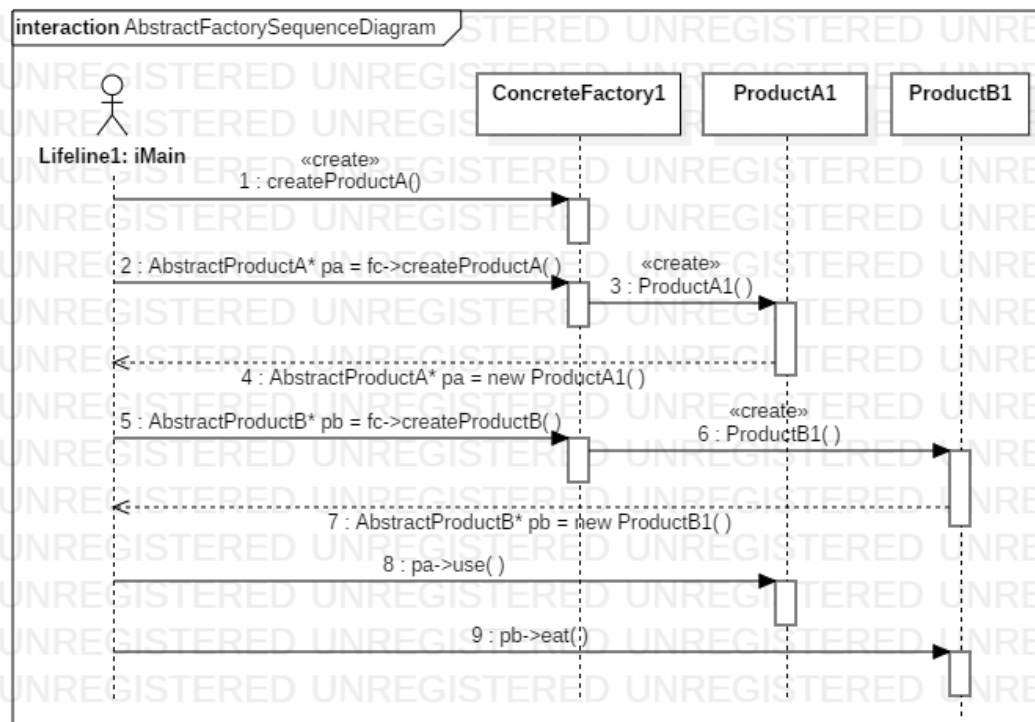 interaction AbstractFactorySequenceDiagram
ConcreteFactory1
ProductA1
ProductB1
Lifeline1: iMain
«create»
1 : createProductA()
2 : AbstractProductA* pa = fc->createProductA( )
«create»
3 : ProductA1( )
4 : AbstractProductA* pa = new ProductA1( )
5 : AbstractProductB* pb = fc->createProductB( )
«create»
6 : ProductB1( )
7 : AbstractProductB* pb = new ProductB1( )
8 : pa->use( )
9 : pb->eat( )
UNREGISTERED